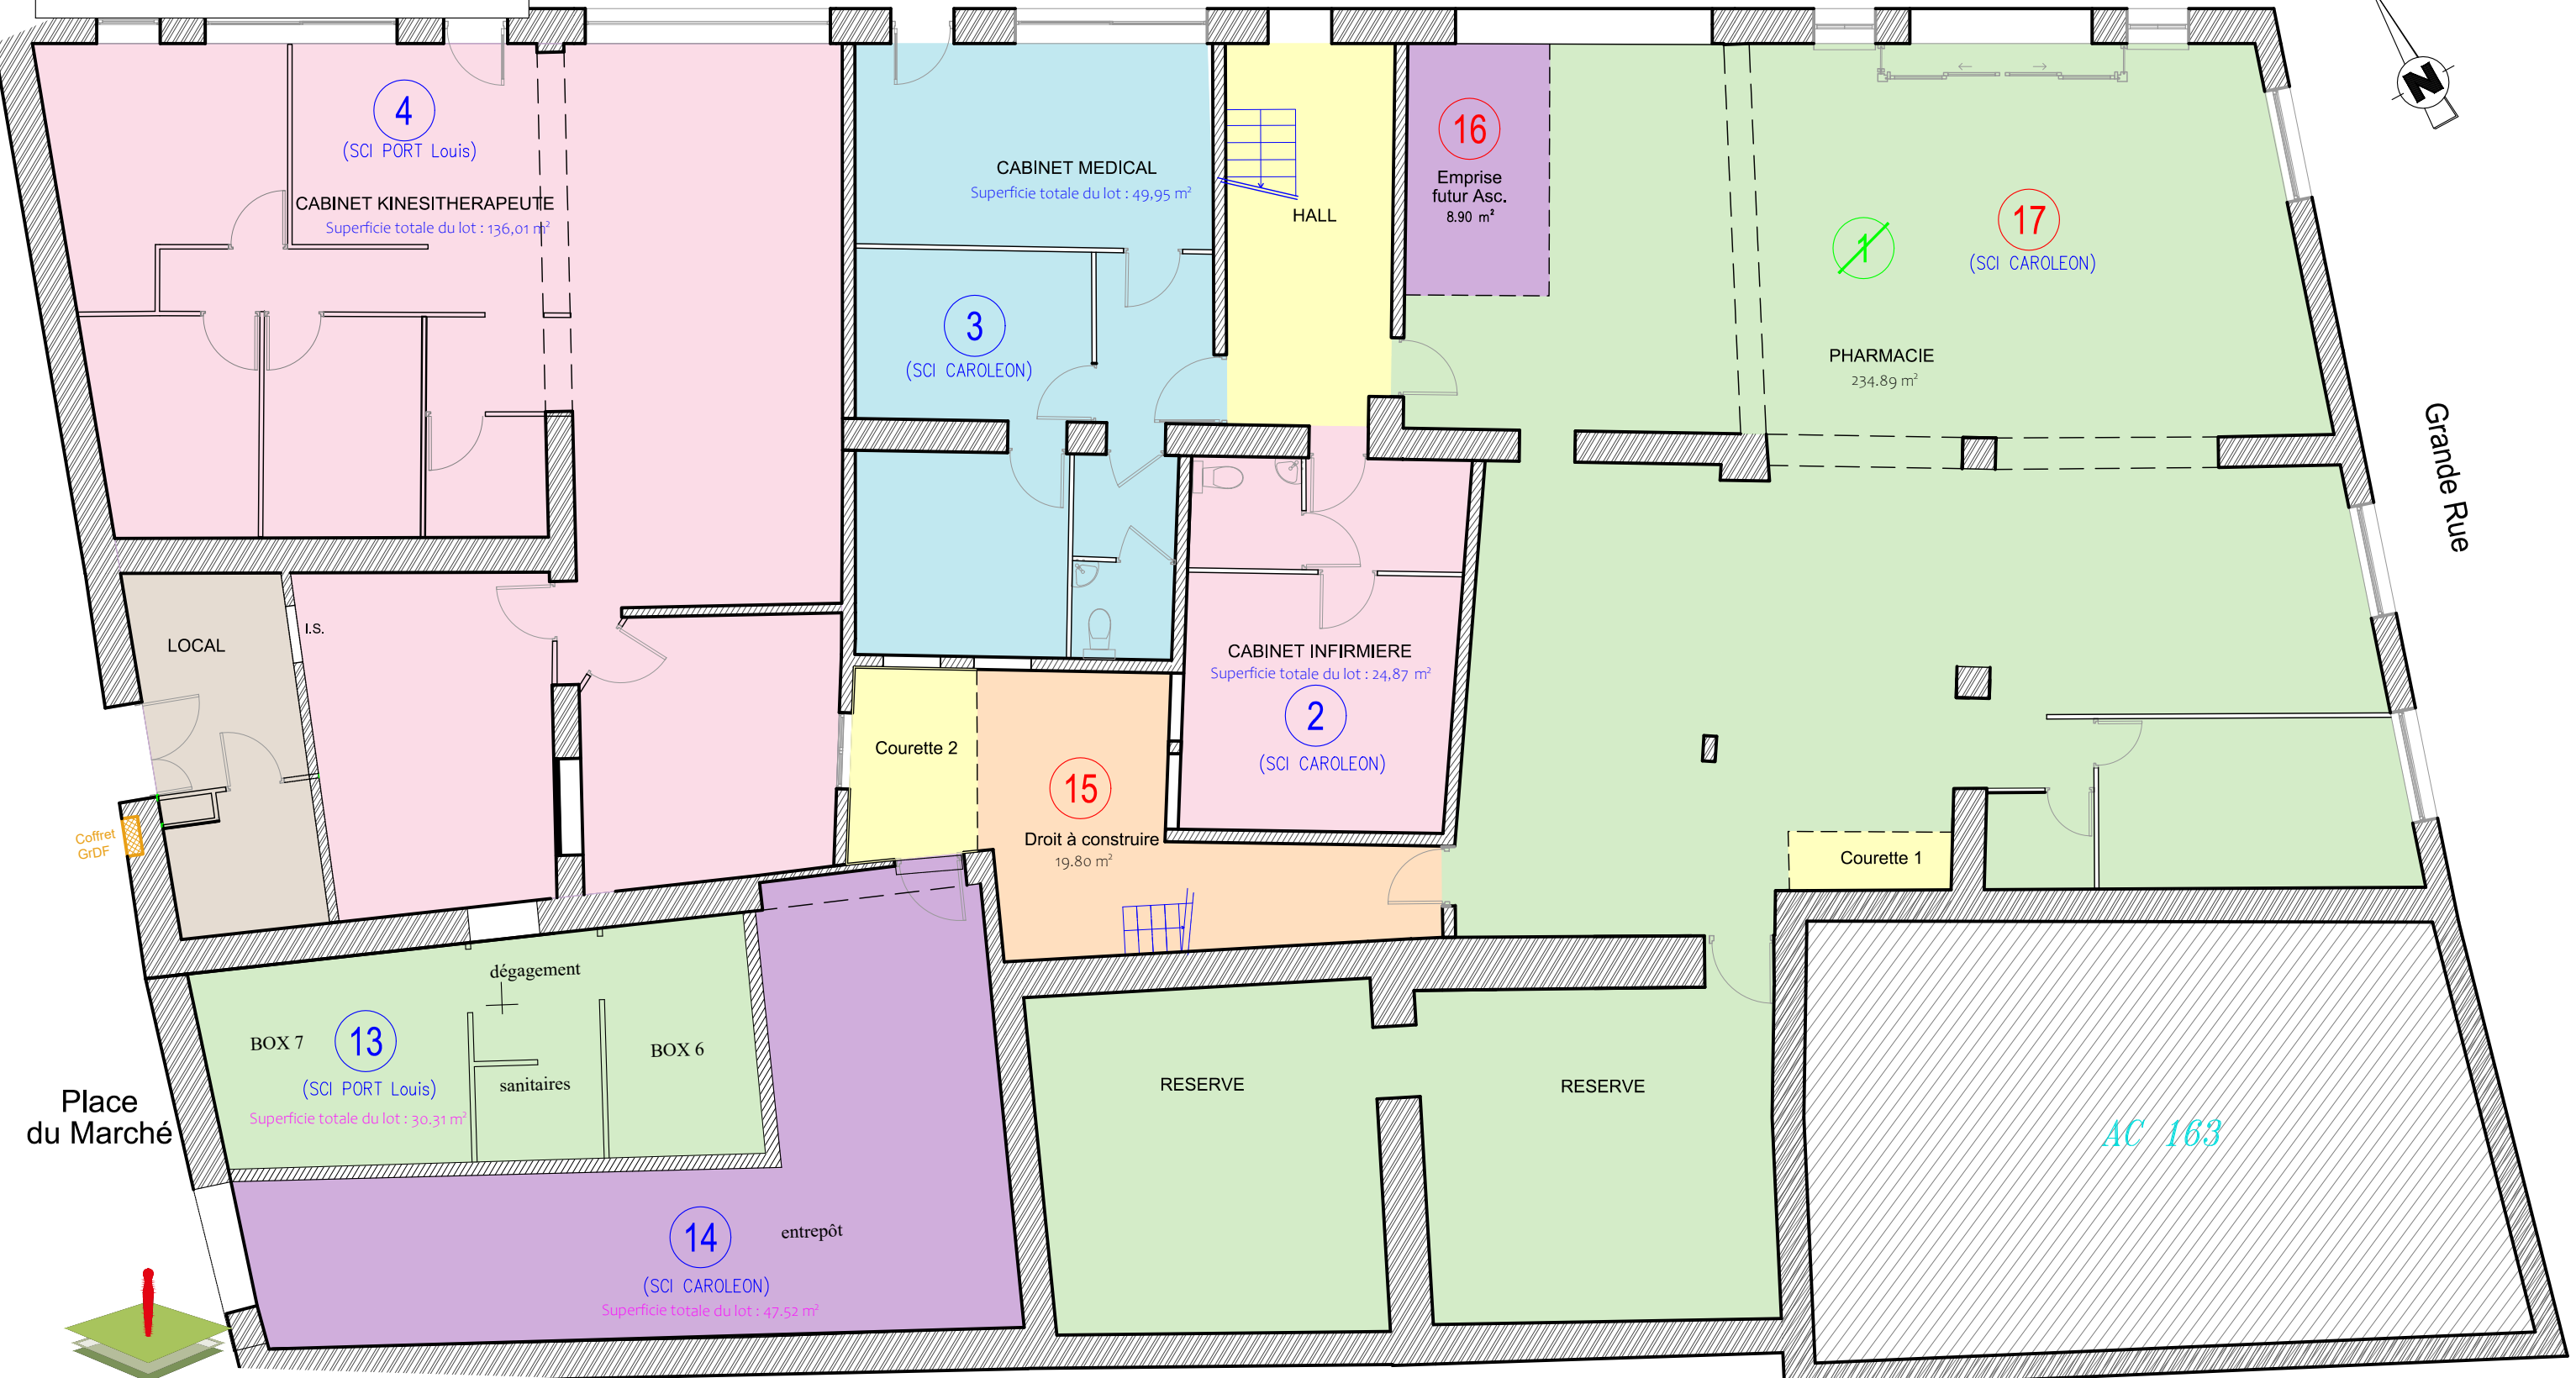 4
(SCI PORT Louis)
CABINET KINESITHERAPEUTE
Superficie totale du lot : 136,01 m²
CABINET MEDICAL
Superficie totale du lot : 49,95 m²
3
(SCI CAROLEON)
HALL
16
Emprise
futur Asc.
8.90 m²
1
17
(SCI CAROLEON)
PHARMACIE
234.89 m²
N
Grande Rue
LOCAL
I.S.
Coffret
GrDF
CABINET INFIRMIERE
Superficie totale du lot : 24,87 m²
2
(SCI CAROLEON)
Courette 2
15
Droit à construire
19.80 m²
Courette 1
dégagement
BOX 7
13
(SCI PORT Louis)
Superficie totale du lot : 30.31 m²
sanitaires
BOX 6
Place
du Marché
14
entrepôt
(SCI CAROLEON)
Superficie totale du lot : 47.52 m²
RESERVE
RESERVE
AC 163